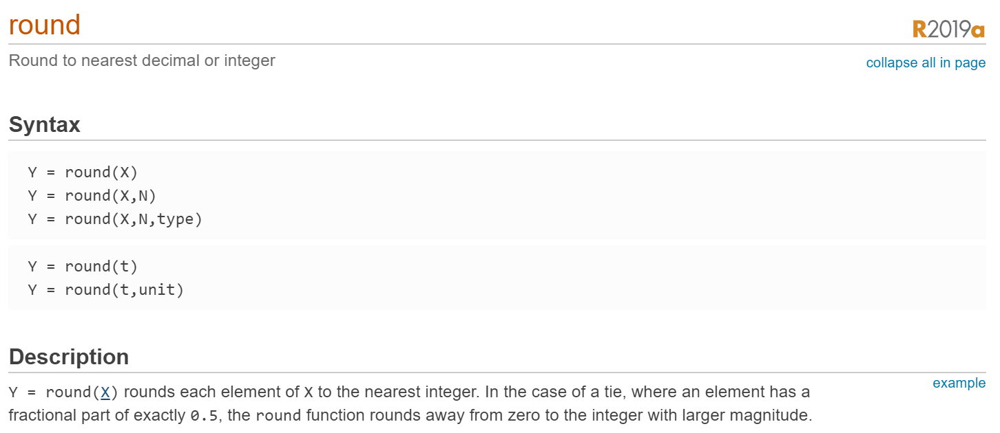 round
R2019a
Round to nearest decimal or integer
collapse all in page
Syntax
Y = round(X)
Y = round(X,N)
Y = round(X,N,type)
Y = round(t)
Y = round(t,unit)
Description
example
Y = round(X) rounds each element of X to the nearest integer. In the case of a tie, where an element has a
fractional part of exactly 0.5, the round function rounds away from zero to the integer with larger magnitude.